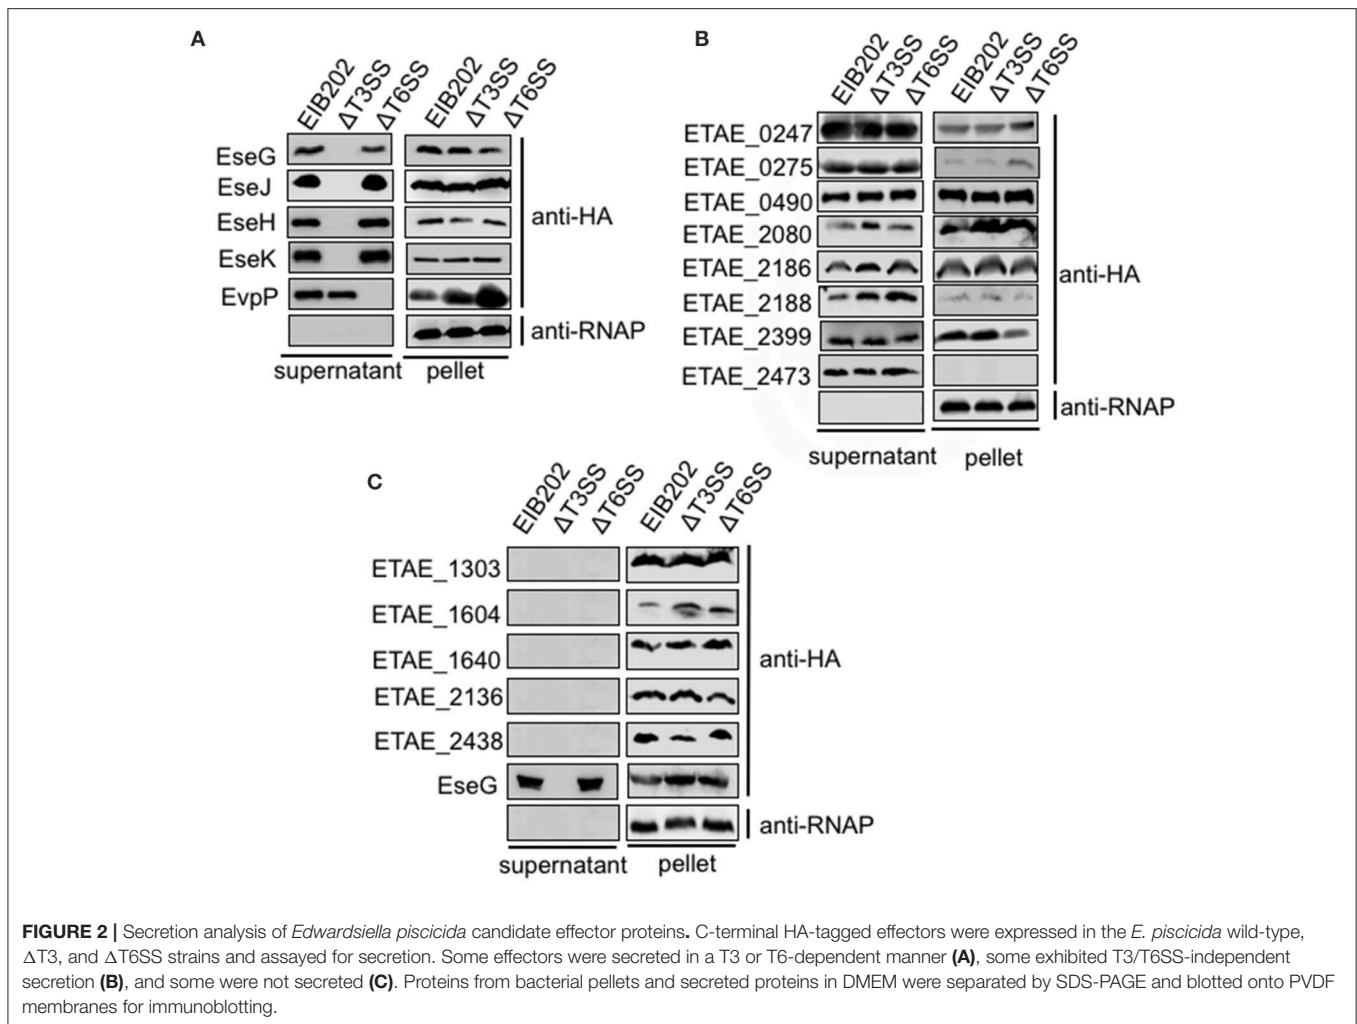 A
EIB202 ΔT3SS ΔT6SS EIB202 ΔT3SS ΔT6SS
EseG
EseJ
EseH
EseK
EvpP
anti-HA
anti-RNAP
supernatant pellet
B
EIB202 ΔT3SS ΔT6SS EIB202 ΔT3SS ΔT6SS
ETAE_0247
ETAE_0275
ETAE_0490
ETAE_2080
ETAE_2186
ETAE_2188
ETAE_2399
ETAE_2473
anti-HA
anti-RNAP
supernatant pellet
C
EIB202 ΔT3SS ΔT6SS EIB202 ΔT3SS ΔT6SS
ETAE_1303
ETAE_1604
ETAE_1640
ETAE_2136
ETAE_2438
EseG
anti-HA
anti-RNAP
supernatant pellet
FIGURE 2 | Secretion analysis of Edwardsiella piscicida candidate effector proteins. C-terminal HA-tagged effectors were expressed in the E. piscicida wild-type,
ΔT3, and ΔT6SS strains and assayed for secretion. Some effectors were secreted in a T3 or T6-dependent manner (A), some exhibited T3/T6SS-independent
secretion (B), and some were not secreted (C). Proteins from bacterial pellets and secreted proteins in DMEM were separated by SDS-PAGE and blotted onto PVDF
membranes for immunoblotting.